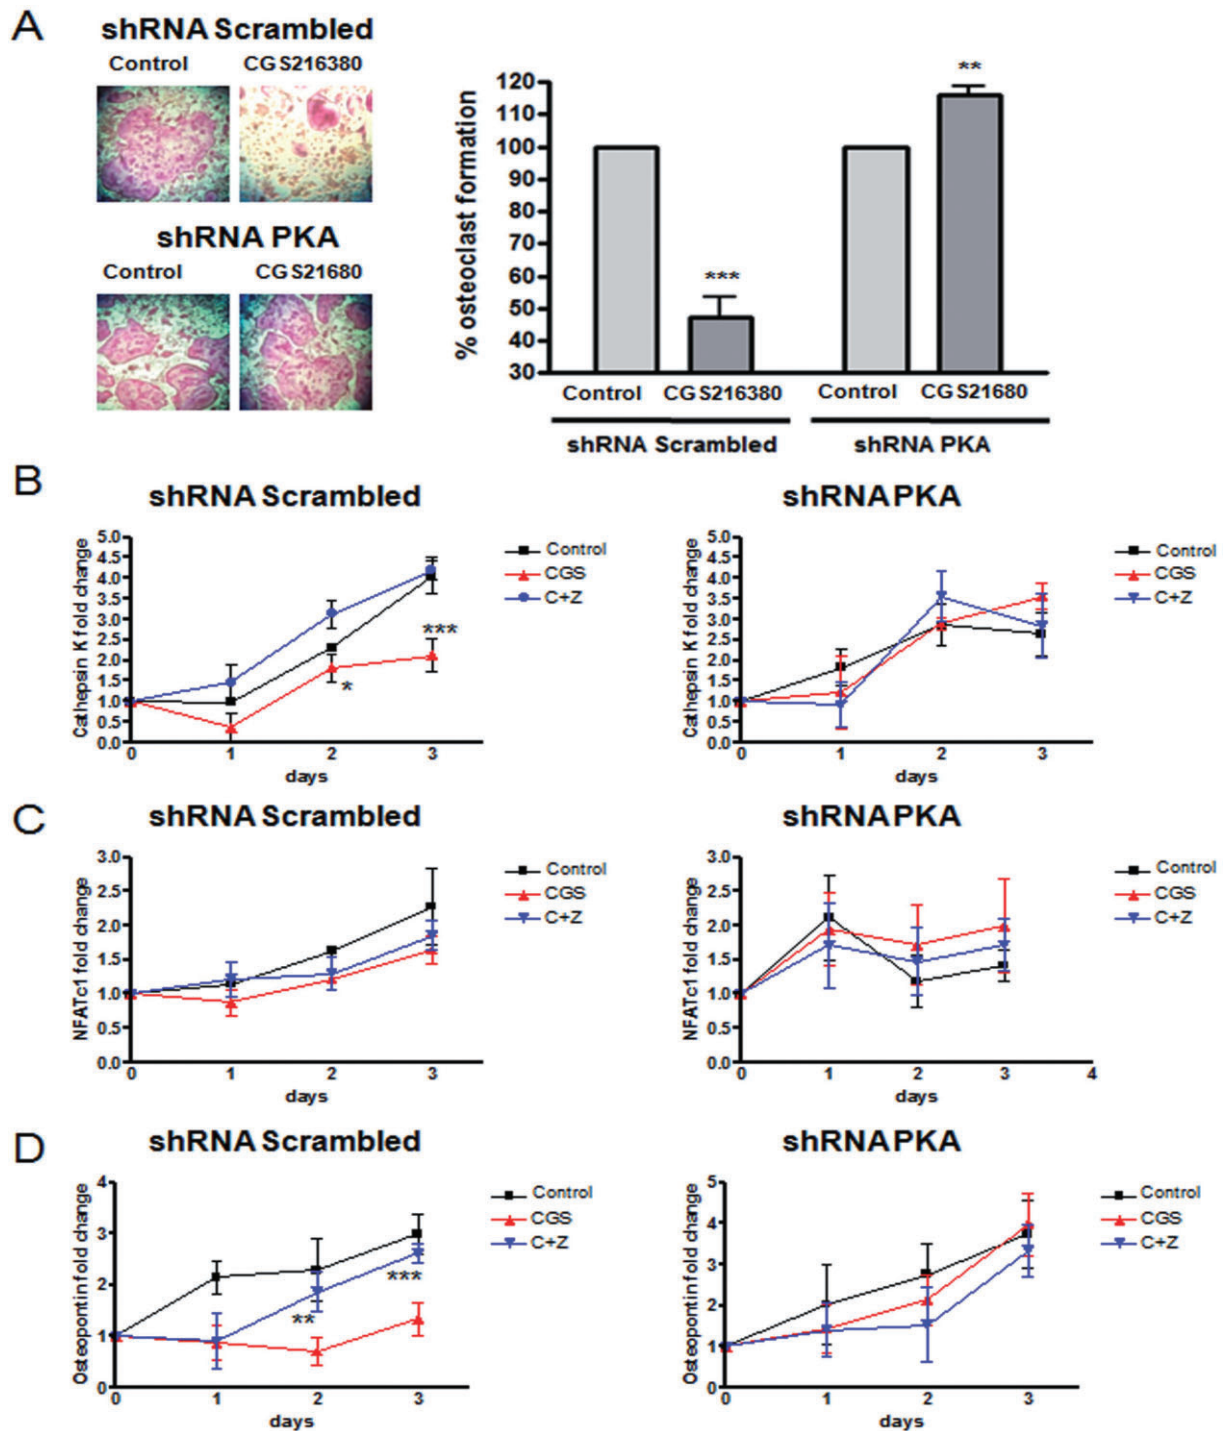 A
shRNA Scrambled
Control CGS216380
shRNA PKA
Control CGS21680
% osteoclast formation
120
110
100
90
80
70
60
50
40
30
***
**
Control CGS216380 Control CGS21680
shRNA Scrambled shRNA PKA
B
shRNA Scrambled
Cathepsin K fold change
5.0
4.5
4.0
3.5
3.0
2.5
2.0
1.5
1.0
0.5
0.0
***
*
0 1 2 3
days
Control
CGS
C+Z
shRNA PKA
Cathepsin K fold change
5.0
4.5
4.0
3.5
3.0
2.5
2.0
1.5
1.0
0.5
0.0
0 1 2 3
days
Control
CGS
C+Z
C
shRNA Scrambled
NFATc1 fold change
3.0
2.5
2.0
1.5
1.0
0.5
0.0
0 1 2 3
days
Control
CGS
C+Z
shRNA PKA
NFATc1 fold change
3.0
2.5
2.0
1.5
1.0
0.5
0.0
0 1 2 3 4
days
Control
CGS
C+Z
D
shRNA Scrambled
Osteopontin fold change
4
3
2
1
0
***
**
0 1 2 3
days
Control
CGS
C+Z
shRNA PKA
Osteopontin fold change
5
4
3
2
1
0
0 1 2 3
days
Control
CGS
C+Z